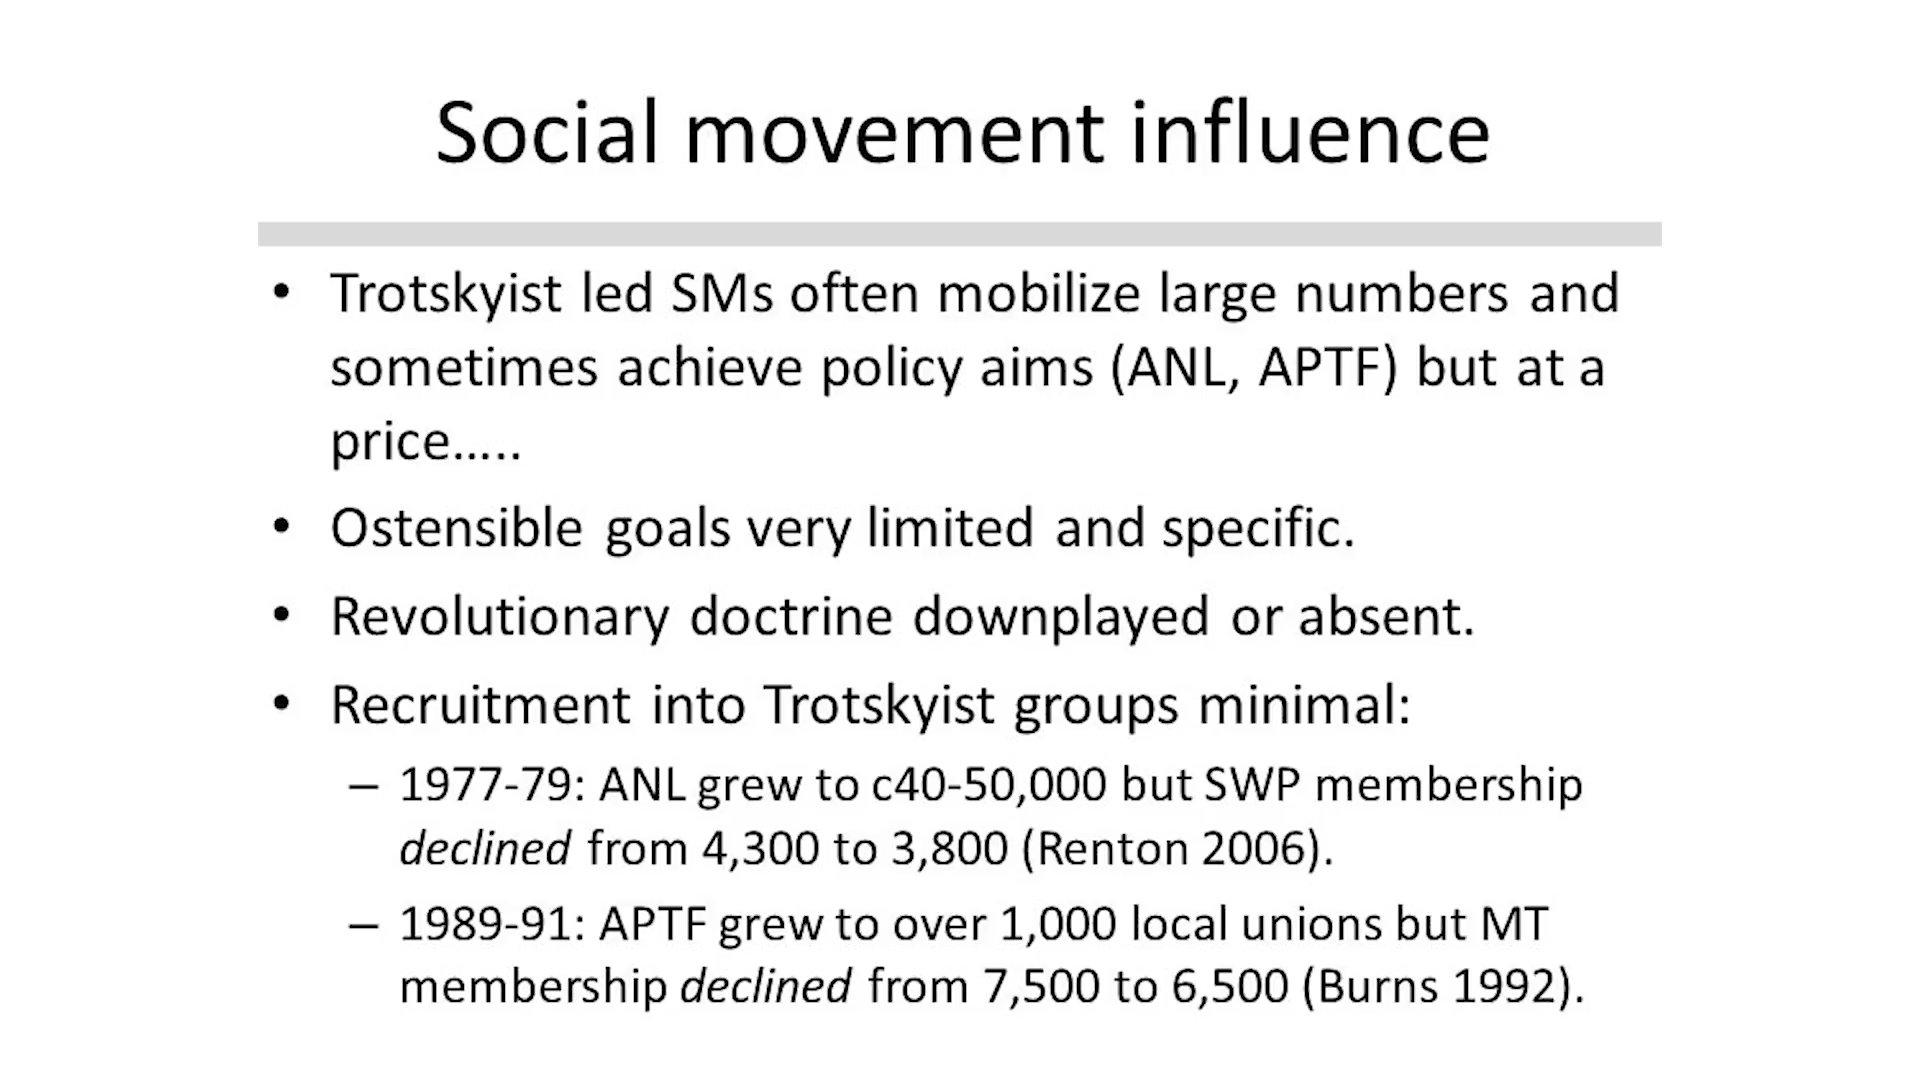 Social movement influence
• Trotskyist led SMs often mobilize large numbers and
sometimes achieve policy aims (ANL, APTF) but at a
price…..
• Ostensible goals very limited and specific.
• Revolutionary doctrine downplayed or absent.
• Recruitment into Trotskyist groups minimal:
– 1977-79: ANL grew to c40-50,000 but SWP membership
declined from 4,300 to 3,800 (Renton 2006).
– 1989-91: APTF grew to over 1,000 local unions but MT
membership declined from 7,500 to 6,500 (Burns 1992).